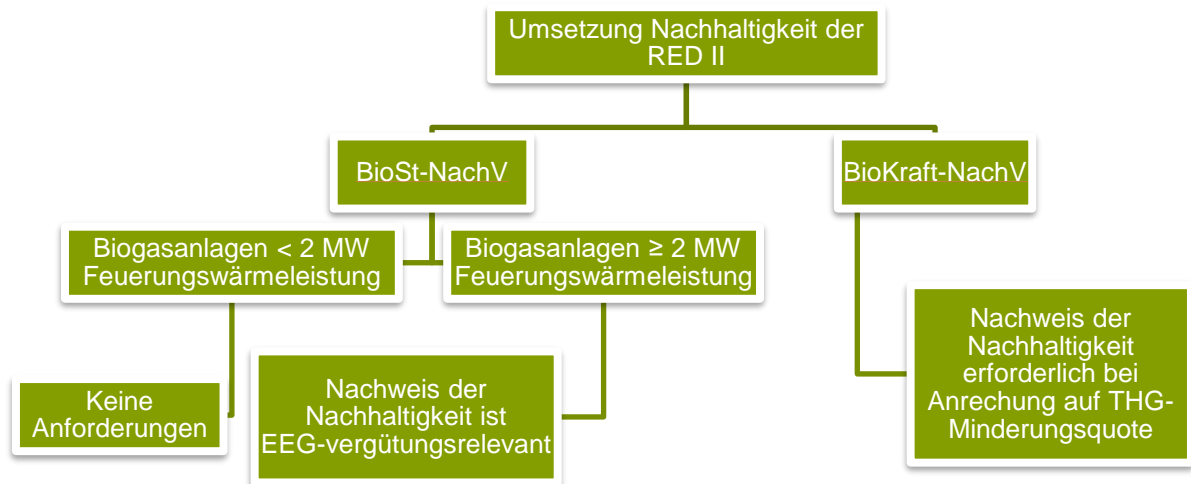 Umsetzung Nachhaltigkeit der
RED II
BioSt-NachV
BioKraft-NachV
Biogasanlagen < 2 MW
Feuerungswärmeleistung
Biogasanlagen ≥ 2 MW
Feuerungswärmeleistung
Keine
Anforderungen
Nachweis der
Nachhaltigkeit ist
EEG-vergütungsrelevant
Nachweis der
Nachhaltigkeit
erforderlich bei
Anrechung auf THG-
Minderungsquote